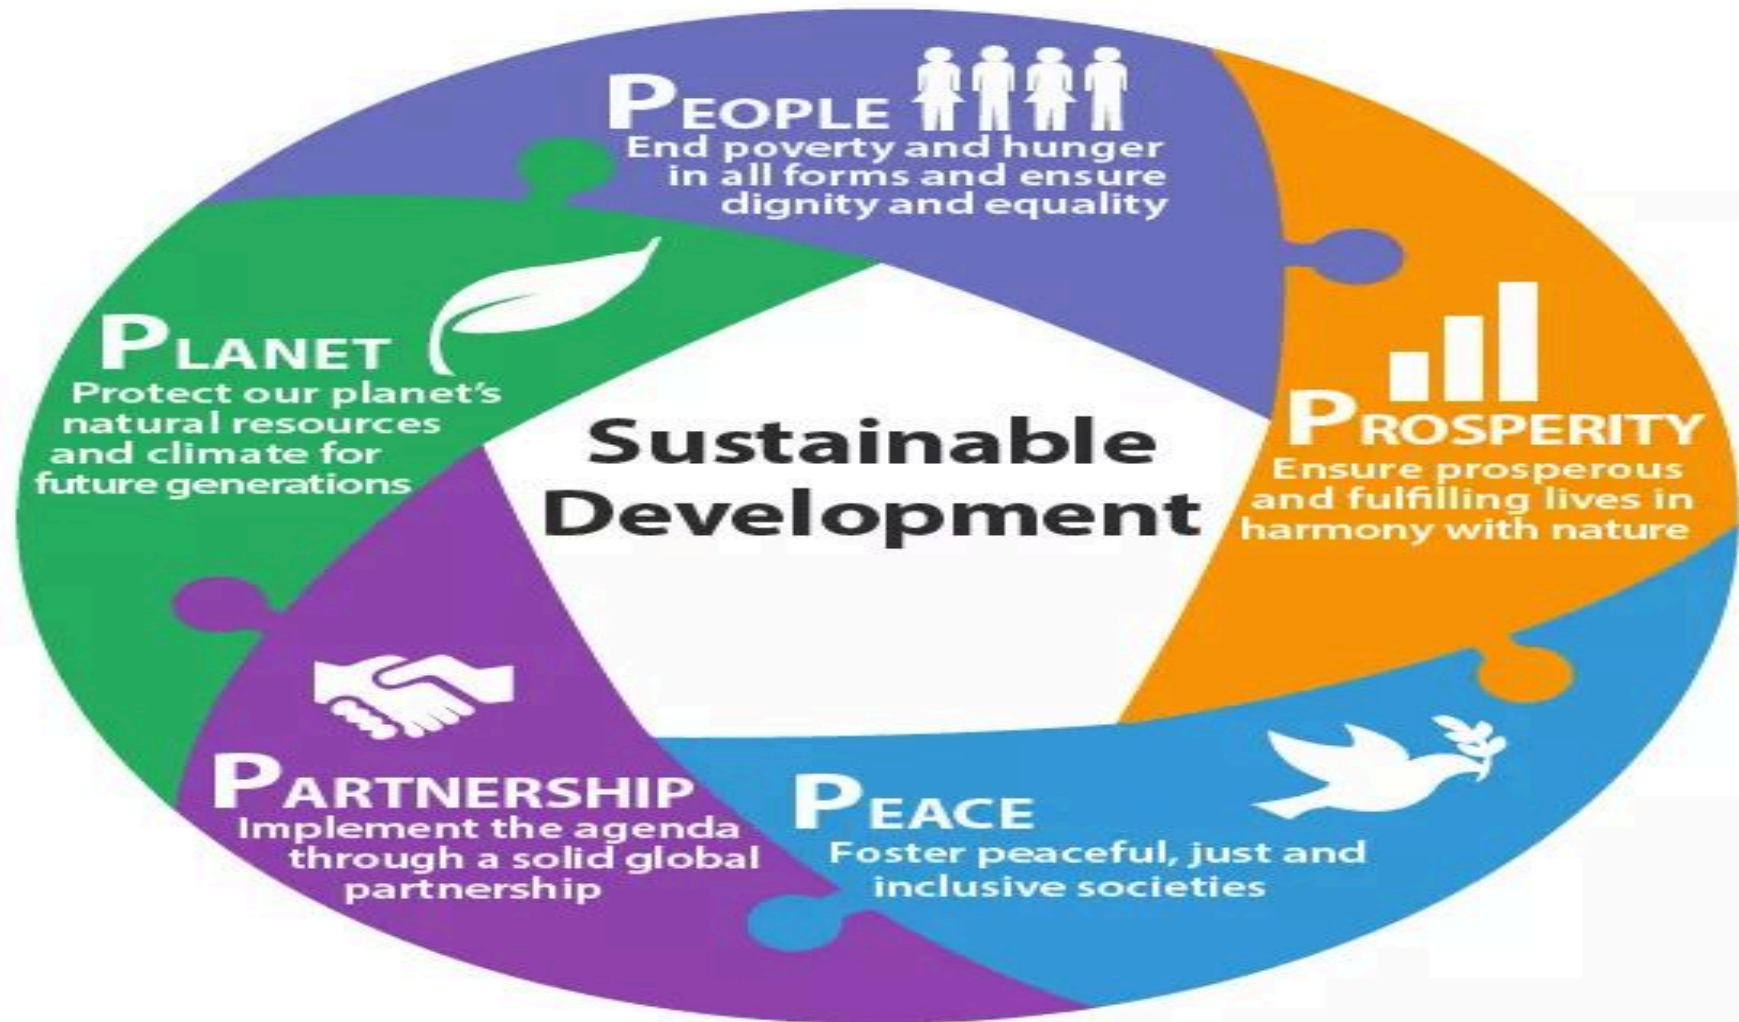 PEOPLE
End poverty and hunger
in all forms and ensure
dignity and equality
PLANET
Protect our planet's
natural resources
and climate for
future generations
Sustainable
Development
PROSPERITY
Ensure prosperous
and fulfilling lives in
harmony with nature
PARTNERSHIP
Implement the agenda
through a solid global
partnership
PEACE
Foster peaceful, just and
inclusive societies